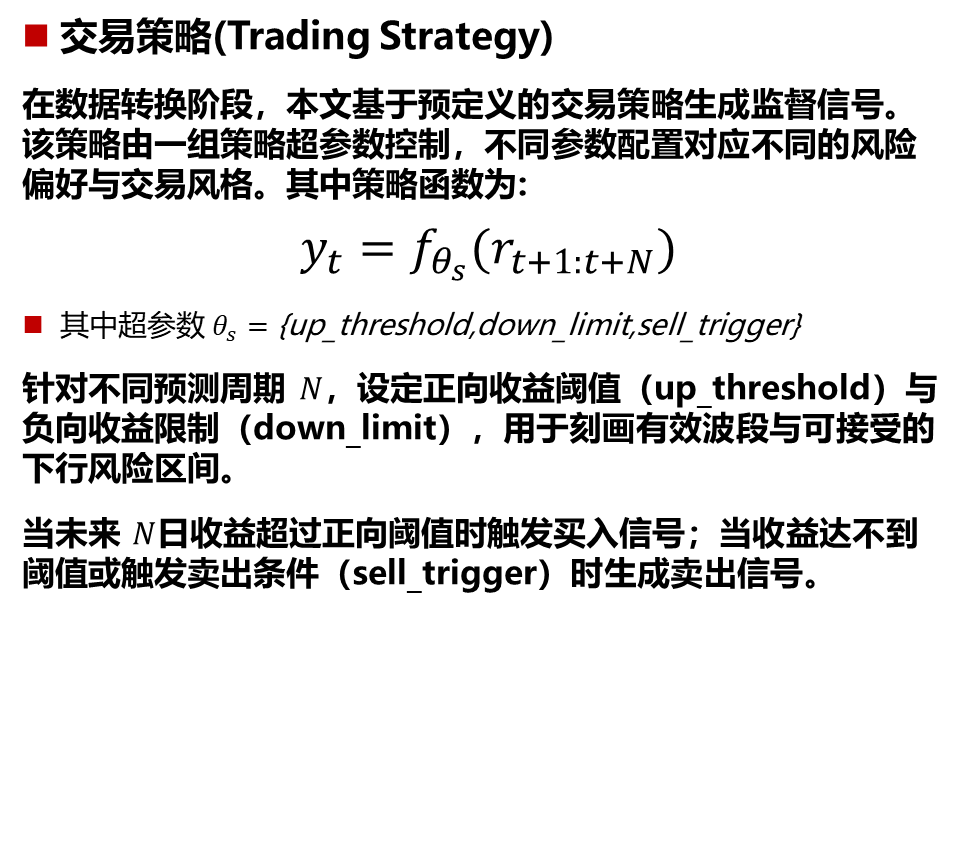 交易策略(Trading Strategy)
在数据转换阶段，本文基于预定义的交易策略生成监督信号。
该策略由一组策略超参数控制，不同参数配置对应不同的风险
偏好与交易风格。其中策略函数为：
$y_t = f_{\theta_s}(r_{t+1:t+N})$
其中超参数 $\theta_s$ = {up_threshold,down_limit,sell_trigger}
针对不同预测周期 N，设定正向收益阈值（up_threshold）与
负向收益限制（down_limit）, 用于刻画有效波段与可接受的
下行风险区间。
当未来 N日收益超过正向阈值时触发买入信号；当收益达不到
阈值或触发卖出条件（sell_trigger）时生成卖出信号。